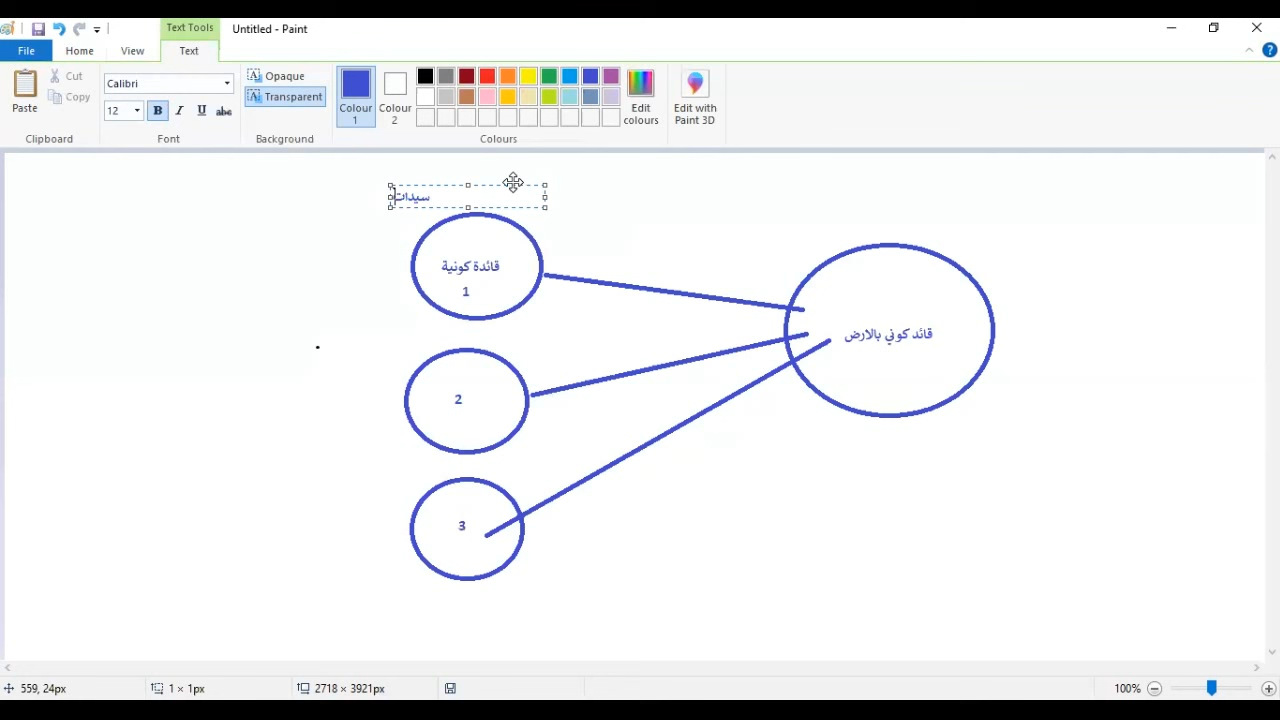 Text Tools
Untitled - Paint
File
Home
View
Text
Paste
Cut
Copy
Clipboard
Calibri
12
B I U abc
Font
Opaque
Transparent
Background
Colour 1
Colour 2
Edit colours
Colours
Edit with Paint 3D
سيدات
قائدة كونية
1
قائد كوني بالارض
2
3
559, 24px
1 × 1px
2718 × 3921px
100%